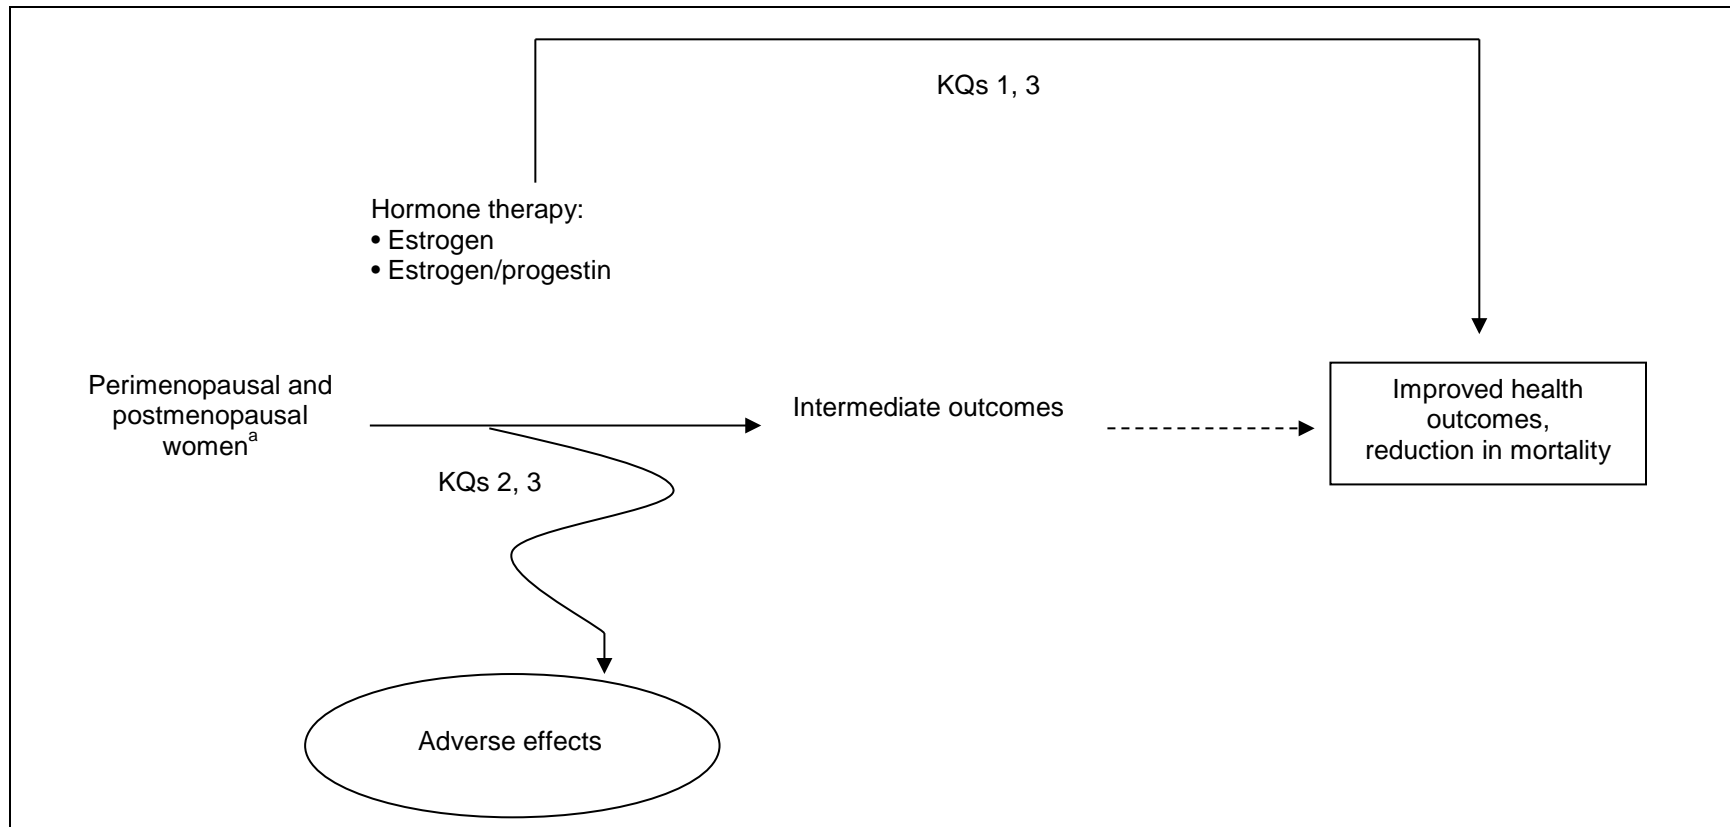 KQs 1, 3
Hormone therapy:
• Estrogen
• Estrogen/progestin
Perimenopausal and
postmenopausal
womenᵃ
Intermediate outcomes
Improved health
outcomes,
reduction in mortality
KQs 2, 3
Adverse effects